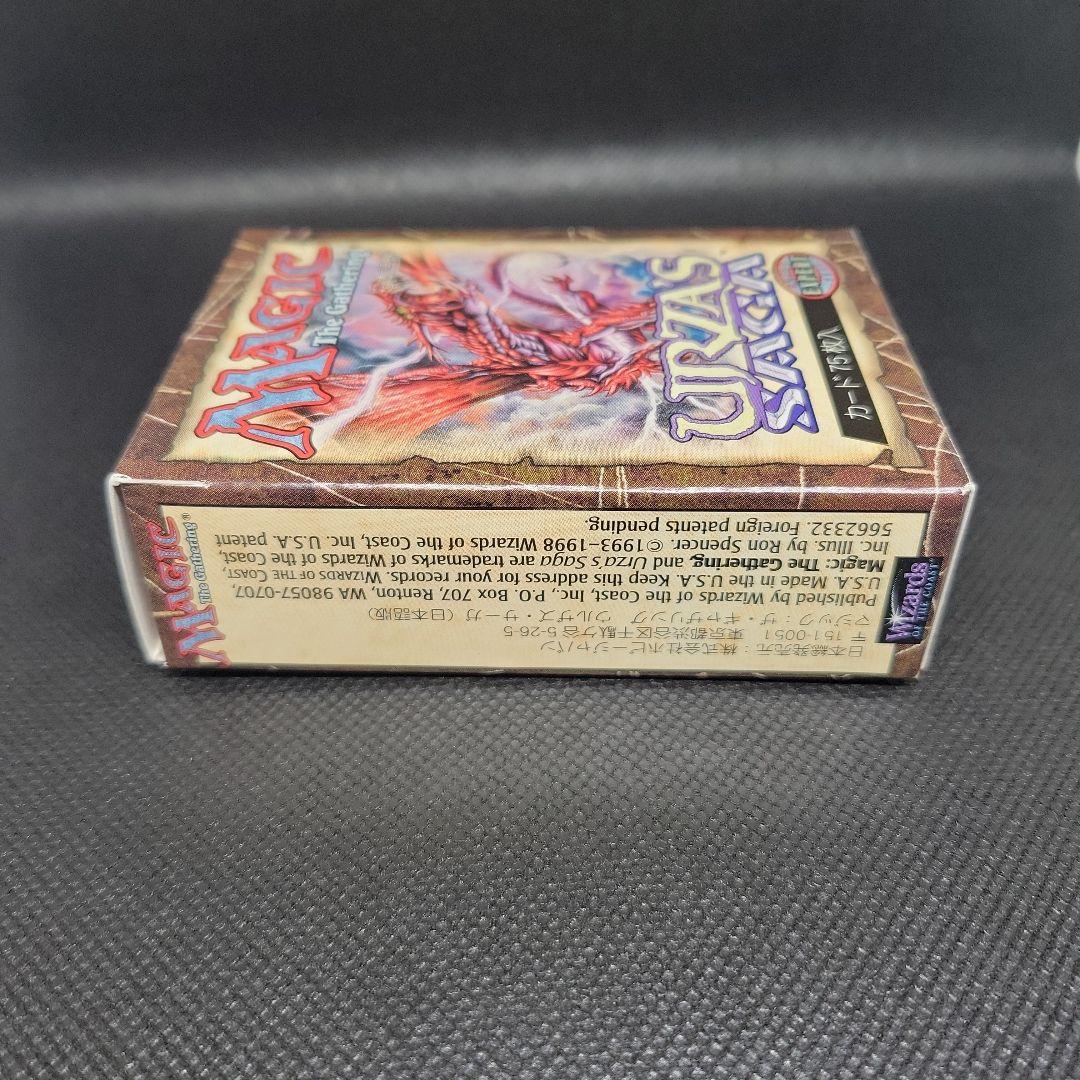 MAGIC
The Gathering
URZA'S
SAGA
EXPERT
カード75枚入
MAGIC
The Gathering®
日本総発売元：株式会社ホビージャパン
〒151-0051　東京都渋谷区千駄ケ谷5-26-5
マジック：ザ・ギャザリング　ウルザズ・サーガ（日本語版）
Published by Wizards of the Coast, Inc., P.O. Box 707, Renton, WA 98057-0707,
U.S.A. Made in the U.S.A. Keep this address for your records. WIZARDS OF THE COAST,
Magic: The Gathering, and Urza's Saga are trademarks of Wizards of the Coast,
Inc. Illus. by Ron Spencer. ©1993–1998 Wizards of the Coast, Inc. U.S.A. patent
5662332. Foreign patents pending.
Wizards
OF THE COAST